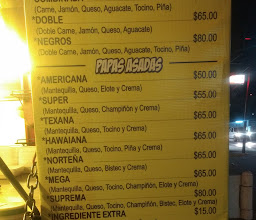 (Carne, Jamón, Queso, Aguacate, Tocino, Piña)
*DOBLE $65.00
(Doble Carne, Jamón, Queso, Aguacate)
*NEGROS $80.00
(Doble Carne, Jamón, Queso, Aguacate, Tocino, Piña)
PAPAS ASADAS
*AMERICANA $50.00
(Mantequilla, Queso, Elote y Crema)
*SUPER $55.00
(Mantequilla, Queso, Champiñón y Crema)
*TEXANA $65.00
(Mantequilla, Queso, Tocino y Crema)
*HAWAIANA $65.00
(Mantequilla, Queso, Tocino, Piña y Crema)
*NORTEÑA $65.00
(Mantequilla, Queso, Bistec y Crema)
*MEGA $65.00
(Mantequilla, Queso, Tocino, Champiñón, Elote y Crema)
*SUPREMA $80.00
(Mantequilla, Queso, Tocino, Champiñón, Bistec, Elote y Crema)
*INGREDIENTE EXTRA $15.00